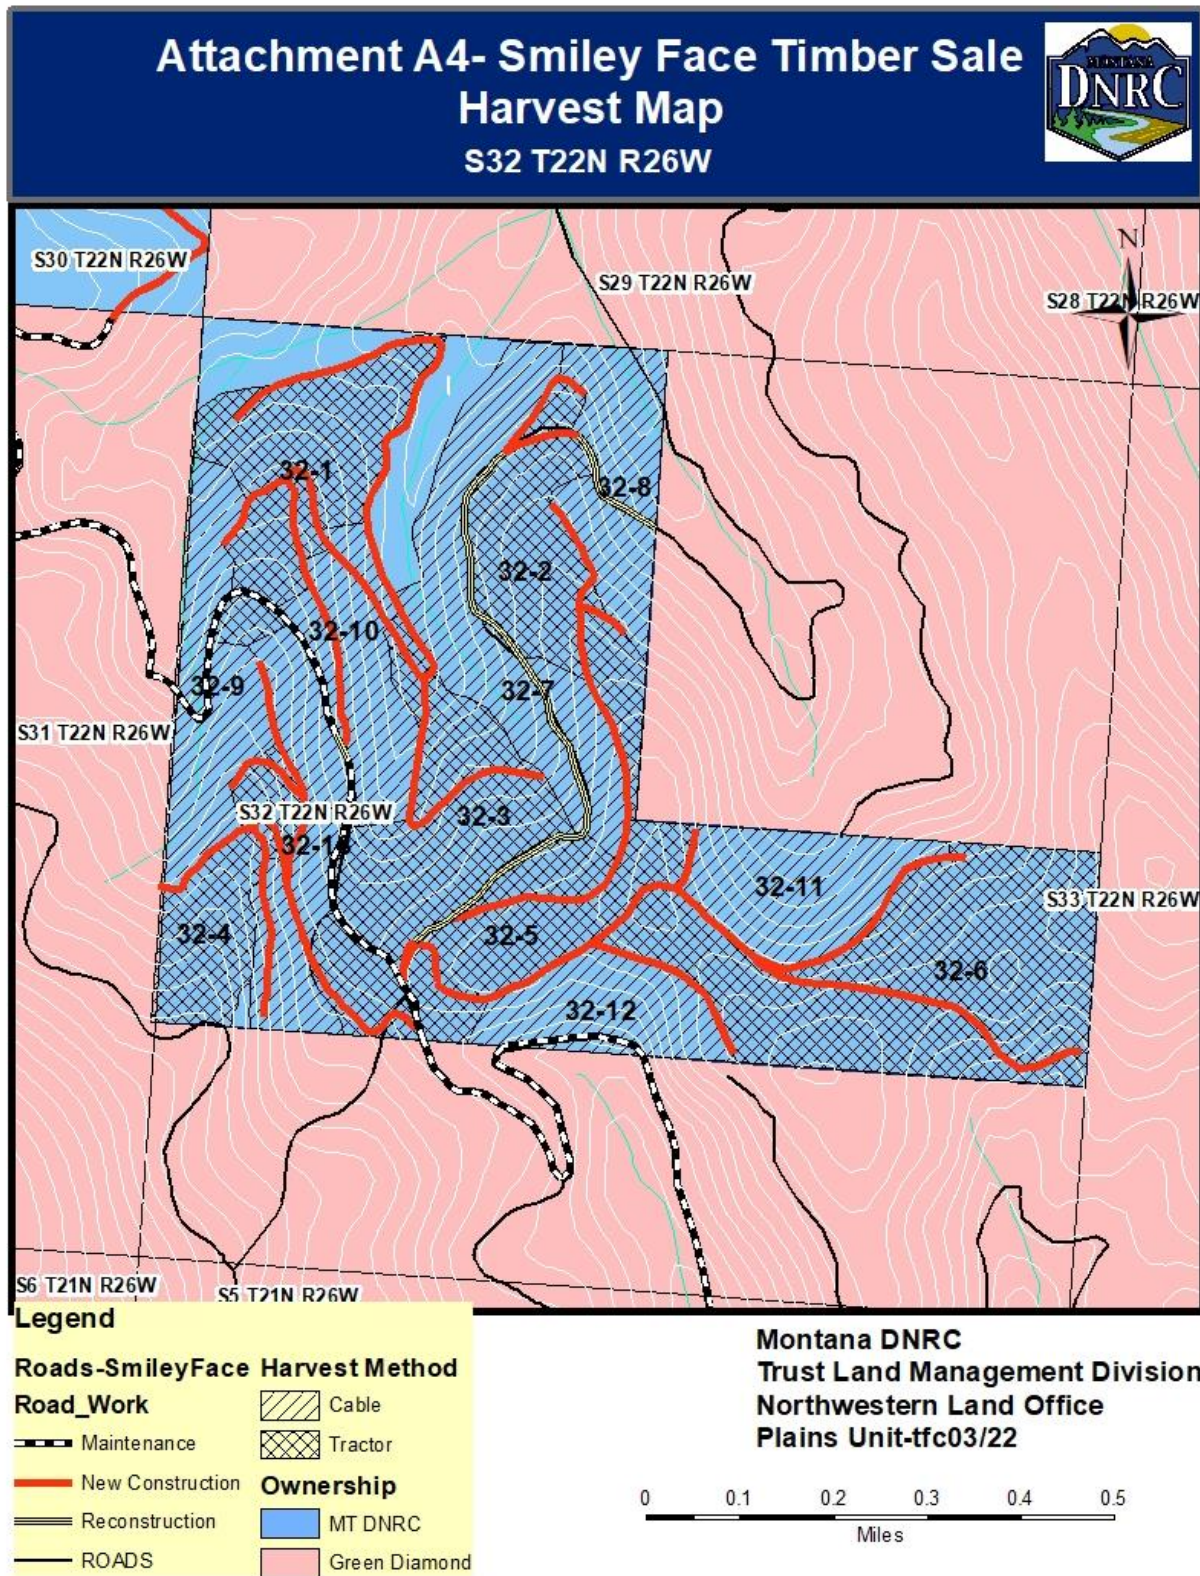 Attachment A4- Smiley Face Timber Sale
Harvest Map
S32 T22N R26W
MONTANA
DNRC
S30 T22N R26W
S29 T22N R26W
N
S28 T22N R26W
32-1
32-8
32-2
32-10
32-9
32-7
S31 T22N R26W
S32 T22N R26W
32-3
32-11
S33 T22N R26W
32-4
32-5
32-6
32-12
S6 T21N R26W
S5 T21N R26W
Legend
Roads-SmileyFace
Road_Work
Maintenance
New Construction
Reconstruction
ROADS
Harvest Method
Cable
Tractor
Ownership
MT DNRC
Green Diamond
Montana DNRC
Trust Land Management Division
Northwestern Land Office
Plains Unit-tfc03/22
0 0.1 0.2 0.3 0.4 0.5
Miles